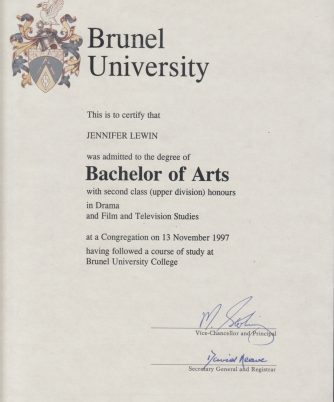 Brunel
University
This is to certify that
JENNIFER LEWIN
was admitted to the degree of
Bachelor of Arts
with second class (upper division) honours
in Drama
and Film and Television Studies
at a Congregation on 13 November 1997
having followed a course of study at
Brunel University College
Vice-Chancellor and Principal
Secretary General and Registrar